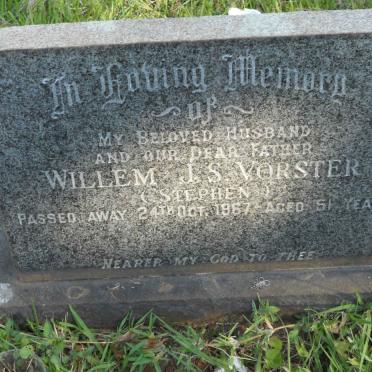 In Loving Memory
of
My Beloved Husband
and our Dear Father
Willem J.S. Vorster
(Stephen)
Passed away 24th Oct. 1967 Aged 51 Yea
Nearer my God to Thee